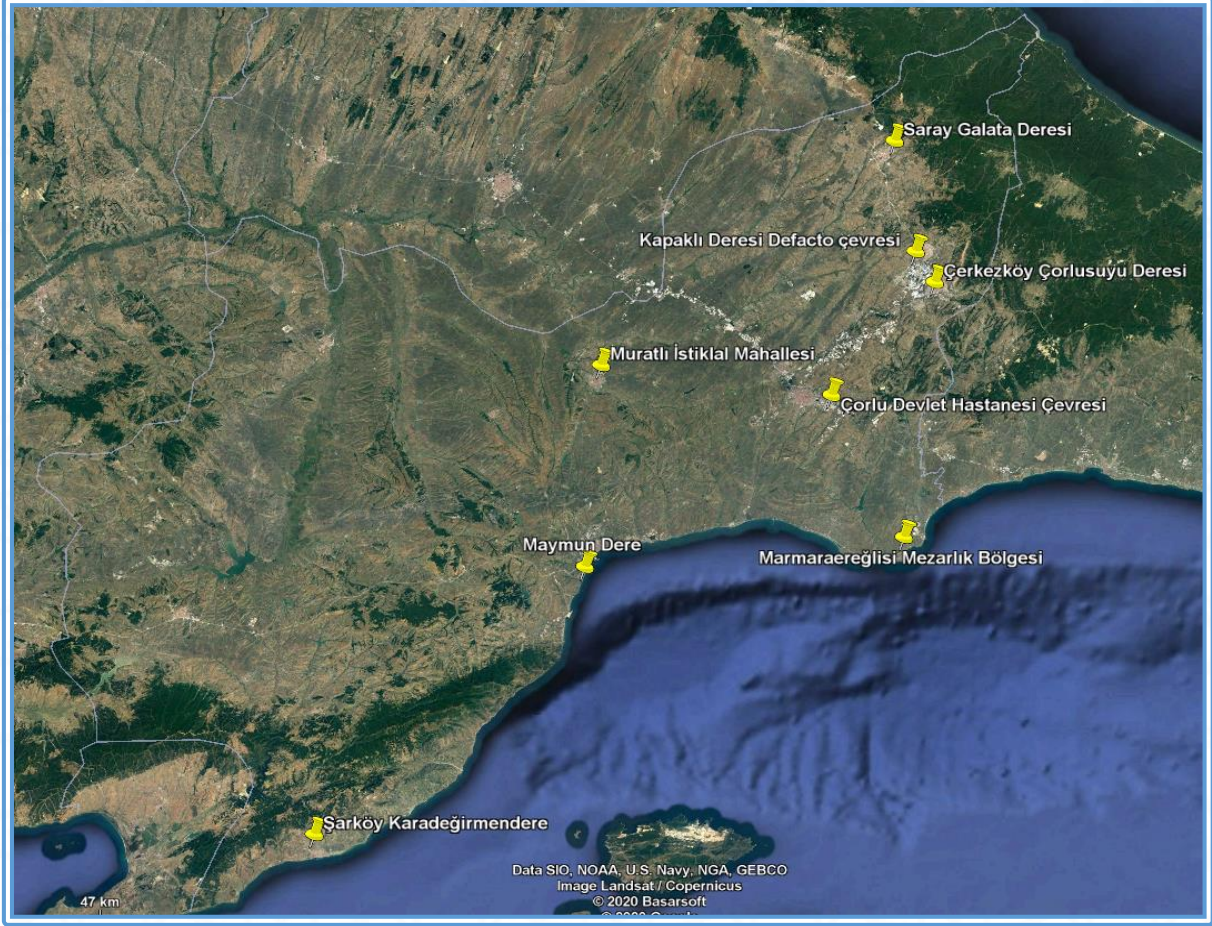 Saray Galata Deresi
Kapaklı Deresi Defacto çevresi
Çerkezköy Çorlusuyu Deresi
Muratlı İstiklal Mahallesi
Çorlu Devlet Hastanesi Çevresi
Maymun Dere
Marmaraereğlisi Mezarlık Bölgesi
Şarköy Karadeğirmendere
Data SIO, NOAA, U.S. Navy, NGA, GEBCO
Image Landsat / Copernicus
© 2020 Basarsoft
47 km